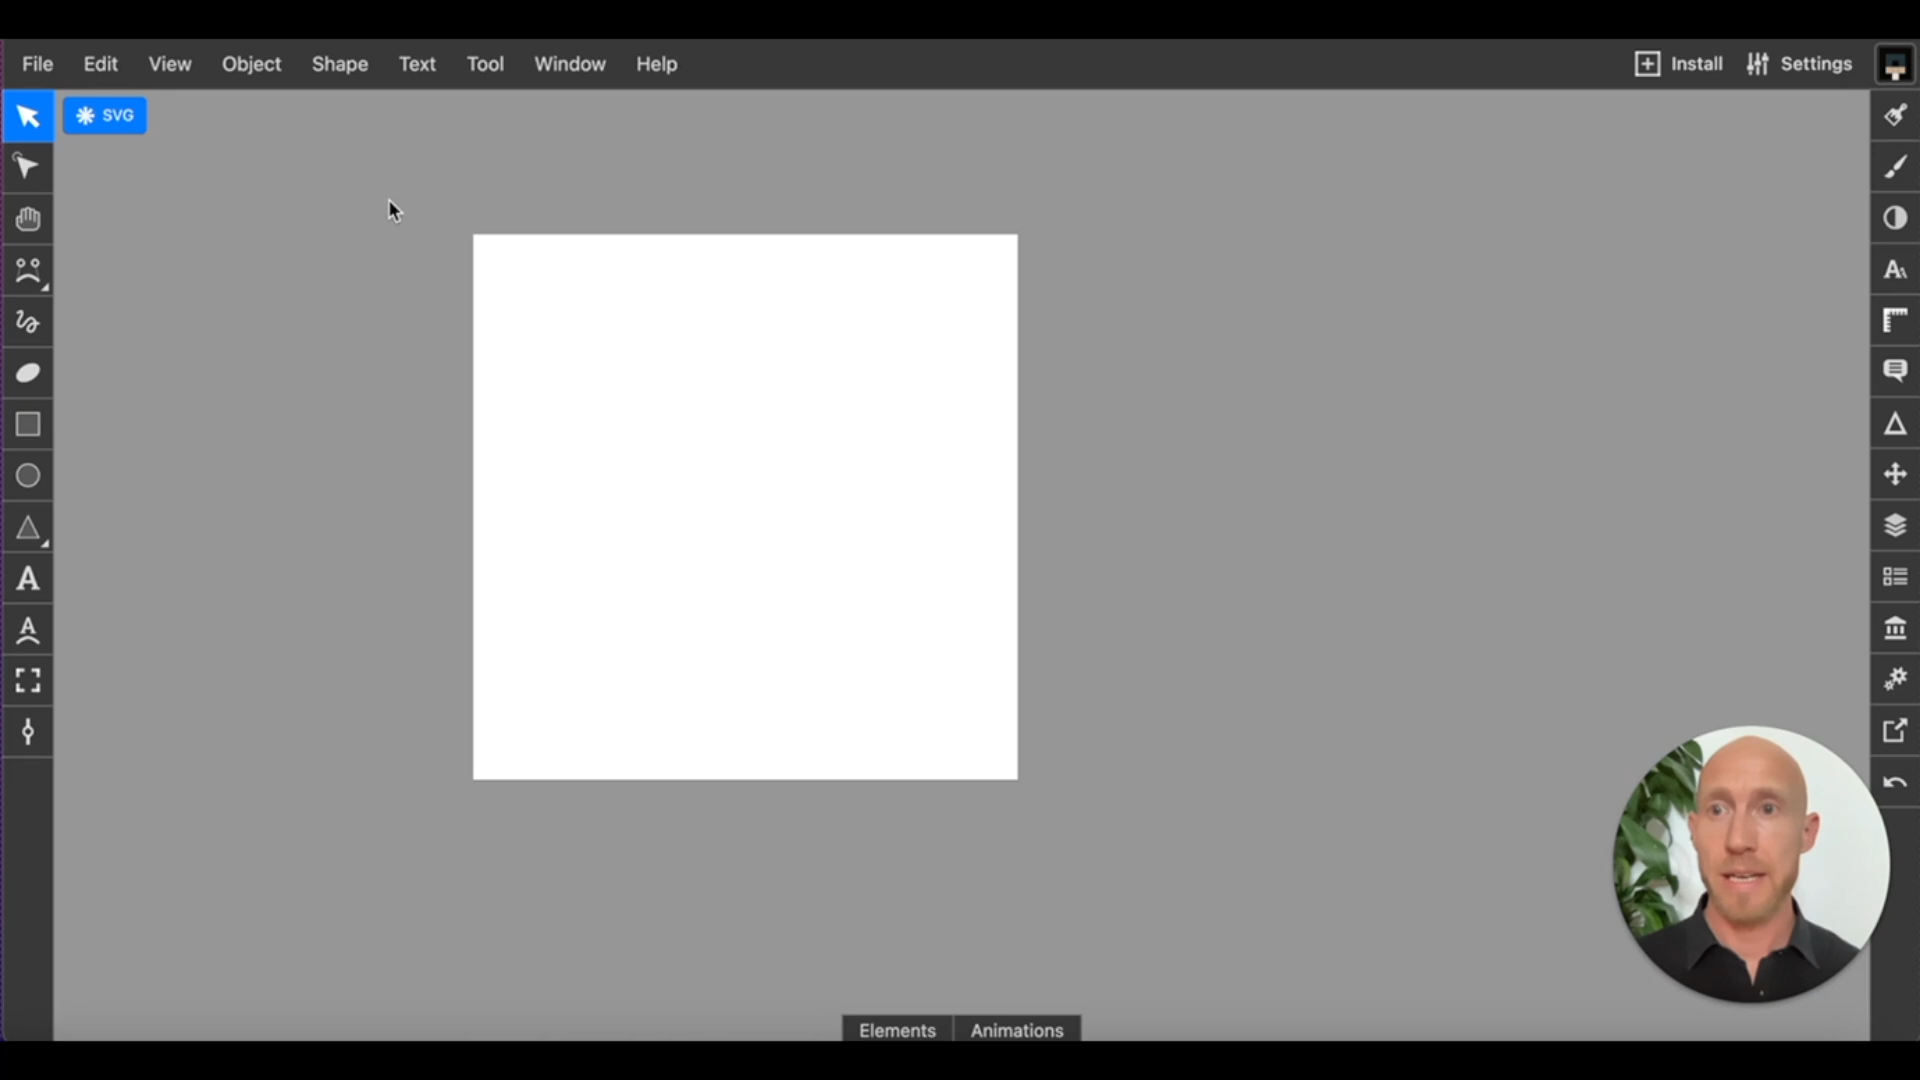 File Edit View Object Shape Text Tool Window Help Install Settings
SVG
Elements Animations